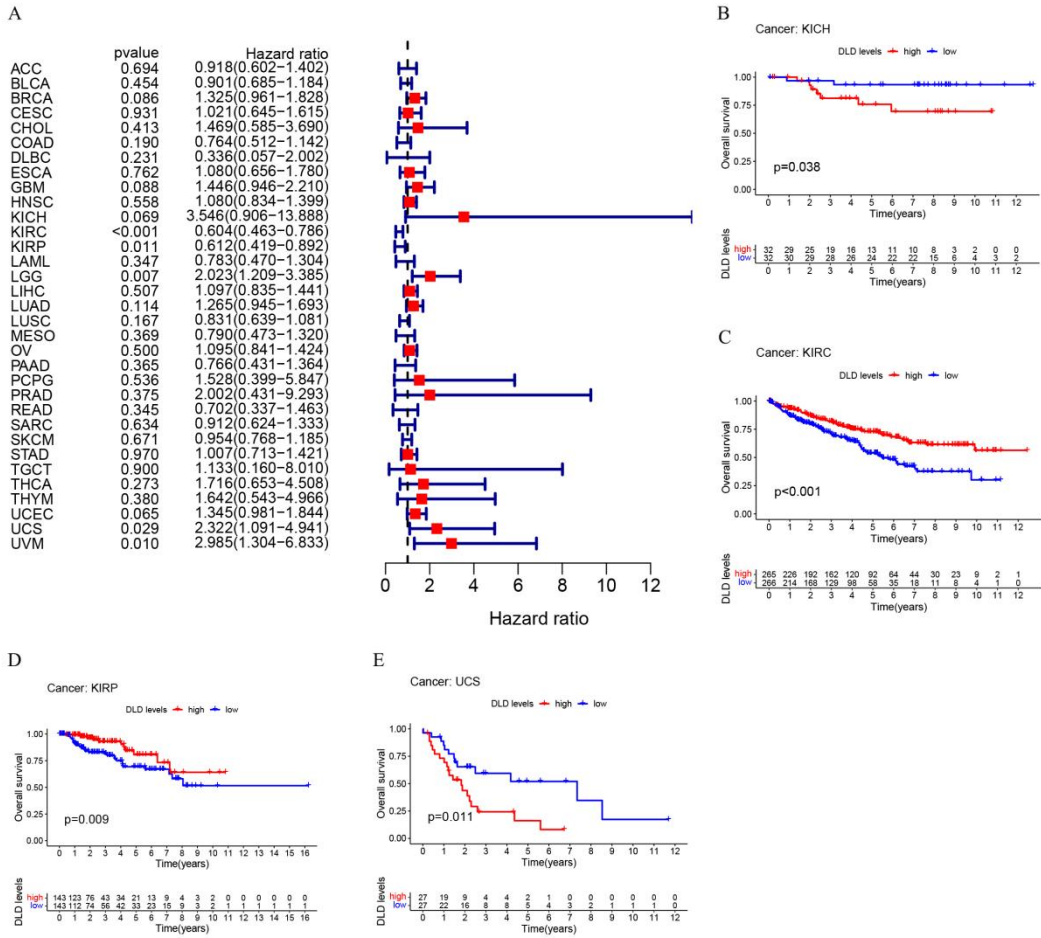 A
pvalue Hazard ratio
ACC 0.694 0.918(0.602−1.402)
BLCA 0.454 0.901(0.685−1.184)
BRCA 0.086 1.325(0.961−1.828)
CESC 0.931 1.021(0.645−1.615)
CHOL 0.413 1.469(0.585−3.690)
COAD 0.190 0.764(0.512−1.142)
DLBC 0.231 0.336(0.057−2.002)
ESCA 0.762 1.080(0.656−1.780)
GBM 0.088 1.446(0.946−2.210)
HNSC 0.558 1.080(0.834−1.399)
KICH 0.069 3.546(0.906−13.888)
KIRC <0.001 0.604(0.463−0.786)
KIRP 0.011 0.612(0.419−0.892)
LAML 0.347 0.783(0.470−1.304)
LGG 0.007 2.023(1.209−3.385)
LIHC 0.507 1.097(0.835−1.441)
LUAD 0.114 1.265(0.945−1.693)
LUSC 0.167 0.831(0.639−1.081)
MESO 0.369 0.790(0.473−1.320)
OV 0.500 1.095(0.841−1.424)
PAAD 0.365 0.766(0.431−1.364)
PCPG 0.536 1.528(0.399−5.847)
PRAD 0.375 2.002(0.431−9.293)
READ 0.345 0.702(0.337−1.463)
SARC 0.634 0.912(0.624−1.333)
SKCM 0.671 0.954(0.768−1.185)
STAD 0.970 1.007(0.713−1.421)
TGCT 0.900 1.133(0.160−8.010)
THCA 0.273 1.716(0.653−4.508)
THYM 0.380 1.642(0.543−4.966)
UCEC 0.065 1.345(0.981−1.844)
UCS 0.029 2.322(1.091−4.941)
UVM 0.010 2.985(1.304−6.833)
0 2 4 6 8 10 12
Hazard ratio
B
Cancer: KICH
DLD levels high low
1.00
0.75
0.50
0.25
0.00
Overall survival
p=0.038
0 1 2 3 4 5 6 7 8 9 10 11 12
Time(years)
DLD levels
high 32 29 25 19 16 13 11 10 8 3 2 0 0
low 32 30 29 28 26 24 22 22 15 6 4 3 2
0 1 2 3 4 5 6 7 8 9 10 11 12
Time(years)
C
Cancer: KIRC
DLD levels high low
1.00
0.75
0.50
0.25
0.00
Overall survival
p<0.001
0 1 2 3 4 5 6 7 8 9 10 11 12
Time(years)
DLD levels
high 265 226 192 162 120 92 64 44 30 23 9 2 1
low 266 214 168 129 98 58 35 18 11 8 4 1 0
0 1 2 3 4 5 6 7 8 9 10 11 12
Time(years)
D
Cancer: KIRP
DLD levels high low
1.00
0.75
0.50
0.25
0.00
Overall survival
p=0.009
0 1 2 3 4 5 6 7 8 9 10 11 12 13 14 15 16
Time(years)
DLD levels
high 143 123 76 43 34 21 13 9 4 3 2 0 0 0 0 0 0
low 143 112 74 56 42 33 23 15 9 3 2 1 1 1 1 1 1
0 1 2 3 4 5 6 7 8 9 10 11 12 13 14 15 16
Time(years)
E
Cancer: UCS
DLD levels high low
1.00
0.75
0.50
0.25
0.00
Overall survival
p=0.011
0 1 2 3 4 5 6 7 8 9 10 11 12
Time(years)
DLD levels
high 27 19 9 4 4 2 1 0 0 0 0 0 0
low 27 22 16 8 8 5 4 3 2 1 1 1 0
0 1 2 3 4 5 6 7 8 9 10 11 12
Time(years)